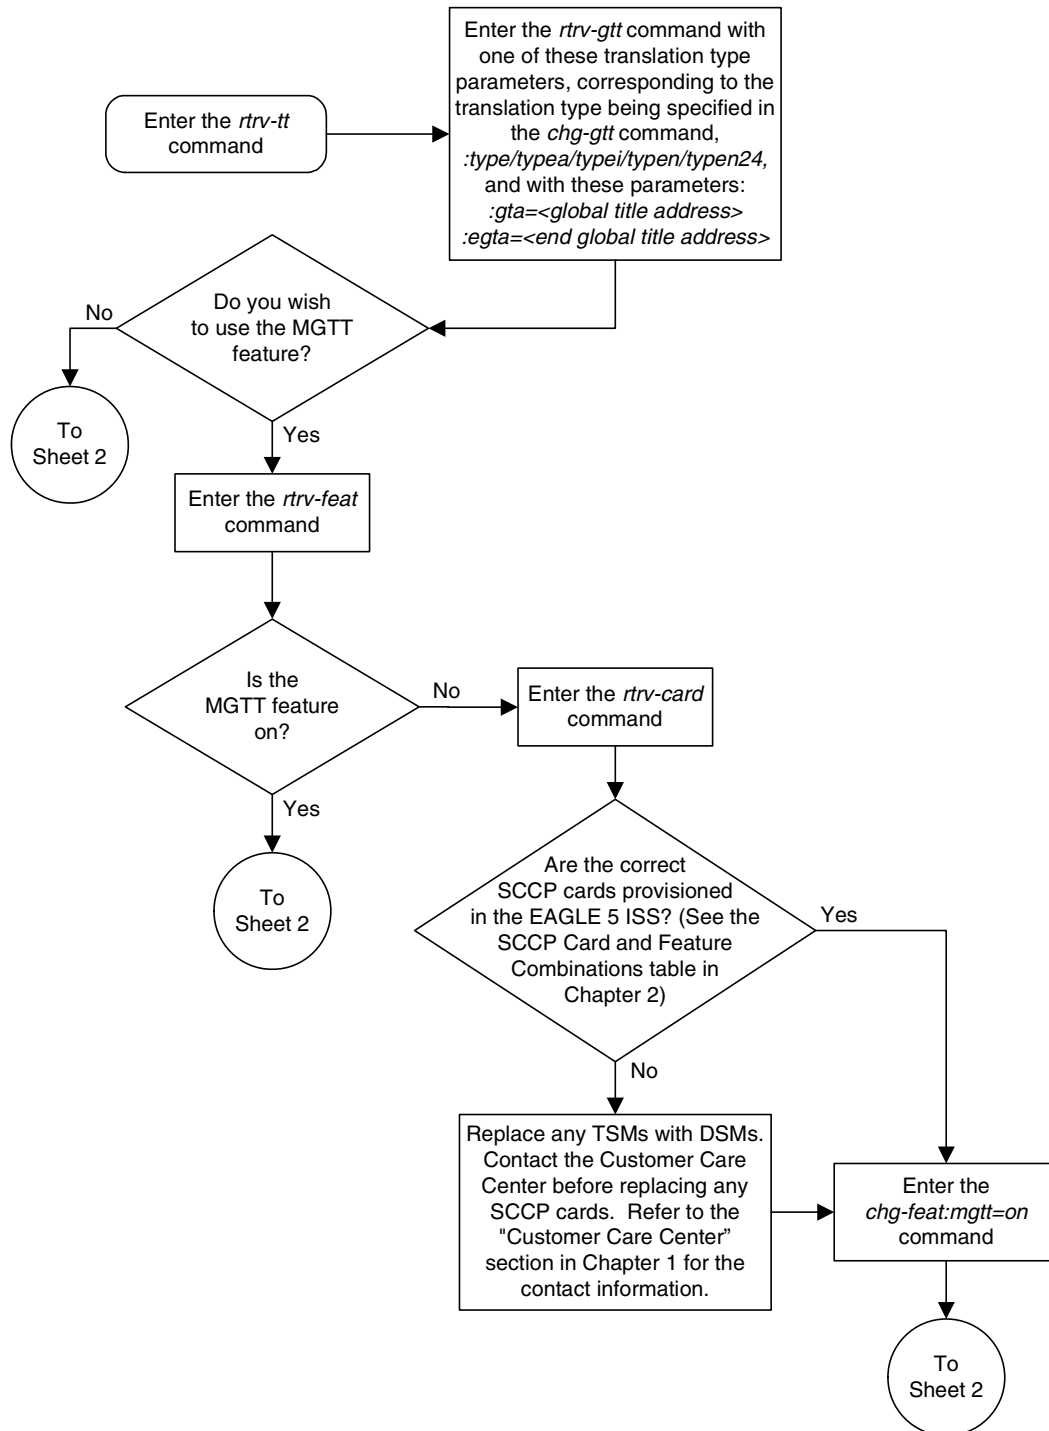 Enter the rtrv-tt
command
Enter the rtrv-gtt command with
one of these translation type
parameters, corresponding to the
translation type being specified in
the chg-gtt command,
:type/typea/typei/typen/typen24,
and with these parameters:
:gta=<global title address>
:egta=<end global title address>
Do you wish
to use the MGTT
feature?
No
To
Sheet 2
Yes
Enter the rtrv-feat
command
Is the
MGTT feature
on?
No
Enter the rtrv-card
command
Yes
To
Sheet 2
Are the correct
SCCP cards provisioned
in the EAGLE 5 ISS? (See the
SCCP Card and Feature
Combinations table in
Chapter 2)
Yes
No
Replace any TSMs with DSMs.
Contact the Customer Care
Center before replacing any
SCCP cards.  Refer to the
"Customer Care Center”
section in Chapter 1 for the
contact information.
Enter the
chg-feat:mgtt=on
command
To
Sheet 2